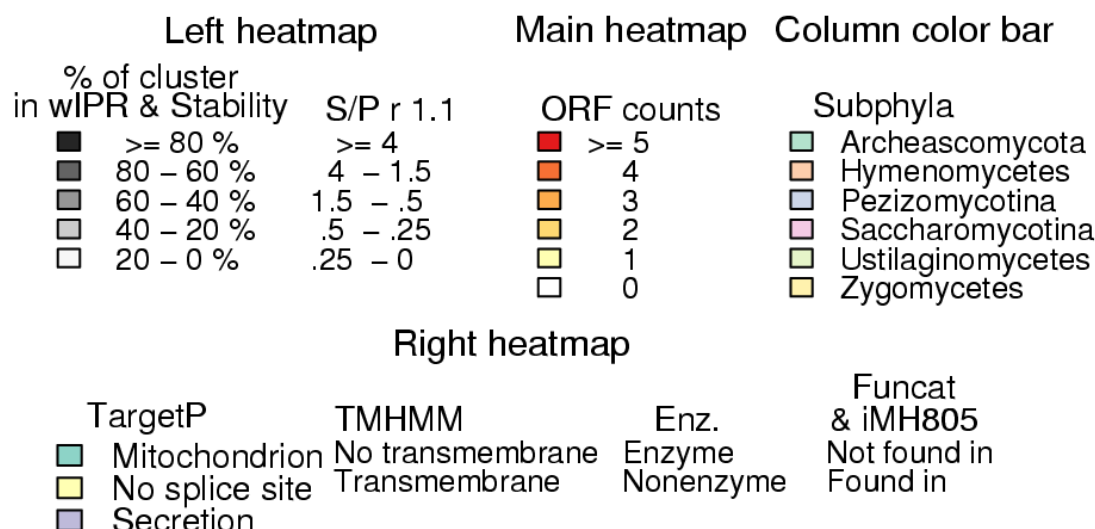 Left heatmap Main heatmap Column color bar
% of cluster
in wIPR & Stability S/P r 1.1 ORF counts Subphyla
>= 80 % >= 4 >= 5 Archeascomycota
80 – 60 % 4 – 1.5 4 Hymenomycetes
60 – 40 % 1.5 – .5 3 Pezizomycotina
40 – 20 % .5 – .25 2 Saccharomycotina
20 – 0 % .25 – 0 1 Ustilaginomycetes
0 Zygomycetes
Right heatmap
Funcat
TargetP TMHMM Enz. & iMH805
Mitochondrion No transmembrane Enzyme Not found in
No splice site Transmembrane Nonenzyme Found in
Secretion